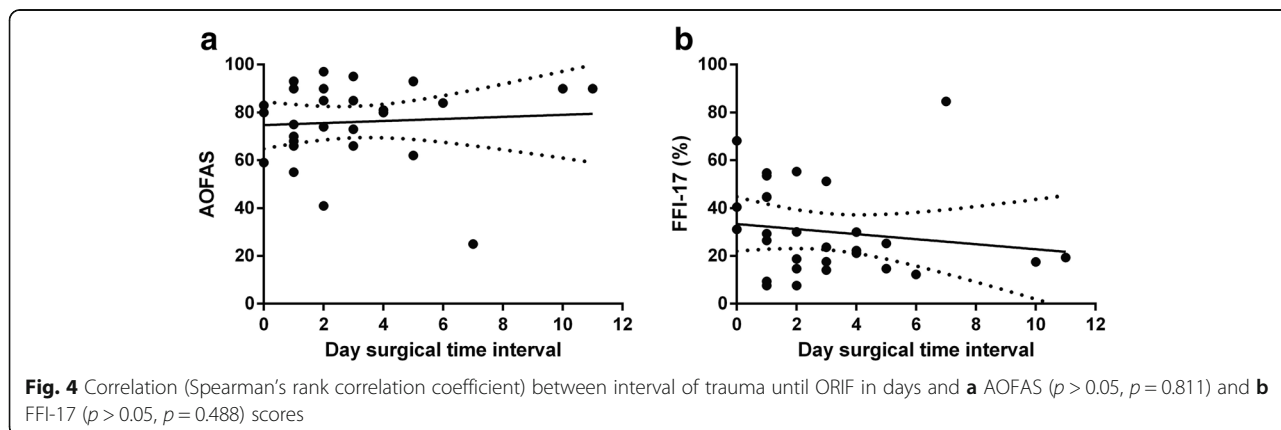 a
100
80
60
40
20
0
AOFAS
0 2 4 6 8 10 12
Day surgical time interval
b
100
80
60
40
20
0
FFI-17 (%)
0 2 4 6 8 10 12
Day surgical time interval
Fig. 4 Correlation (Spearman's rank correlation coefficient) between interval of trauma until ORIF in days and a AOFAS (p > 0.05, p = 0.811) and b
FFI-17 (p > 0.05, p = 0.488) scores